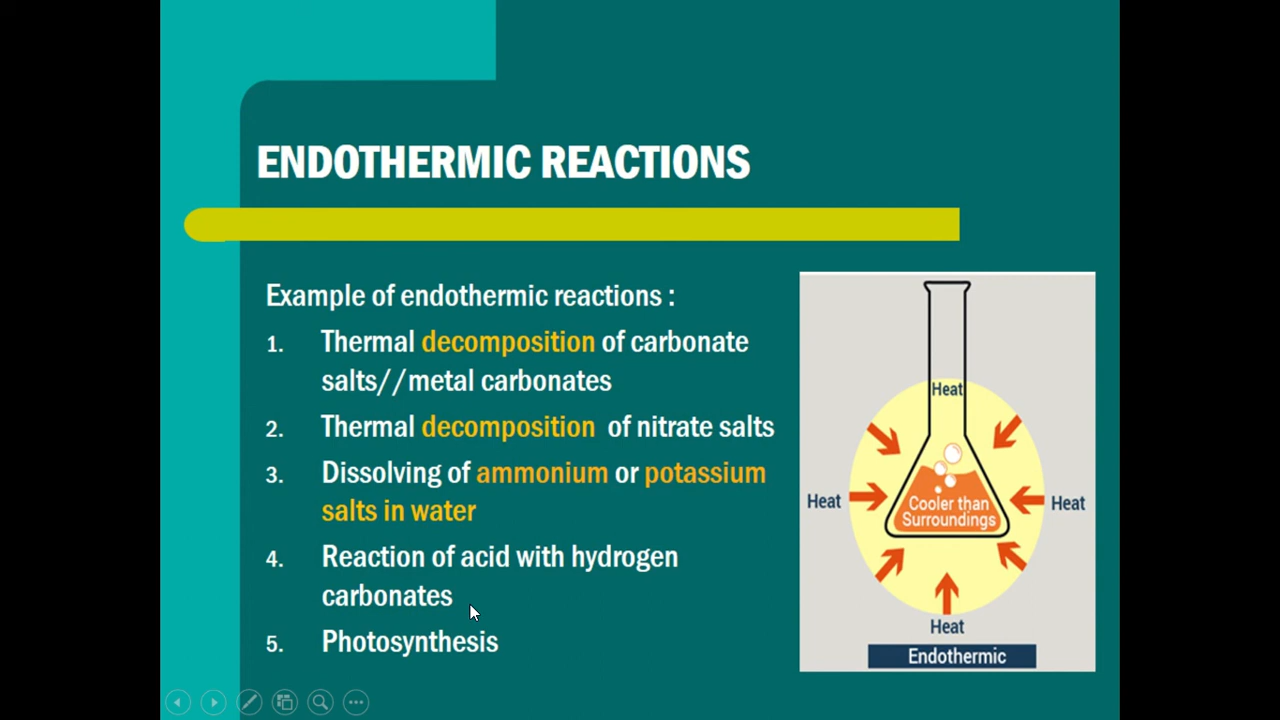 ENDOTHERMIC REACTIONS
Example of endothermic reactions :
1. Thermal decomposition of carbonate
salts//metal carbonates
2. Thermal decomposition of nitrate salts
3. Dissolving of ammonium or potassium
salts in water
4. Reaction of acid with hydrogen
carbonates
5. Photosynthesis
Heat
Heat
Cooler than
Surroundings
Heat
Heat
Endothermic